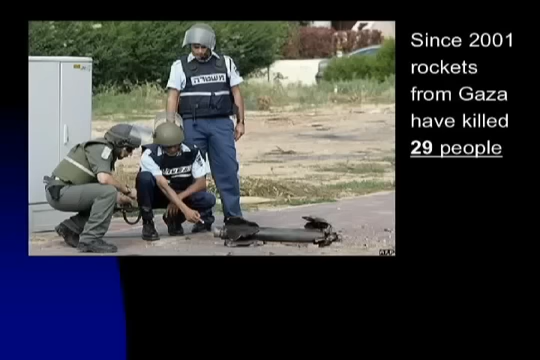 Since 2001
rockets
from Gaza
have killed
29 people